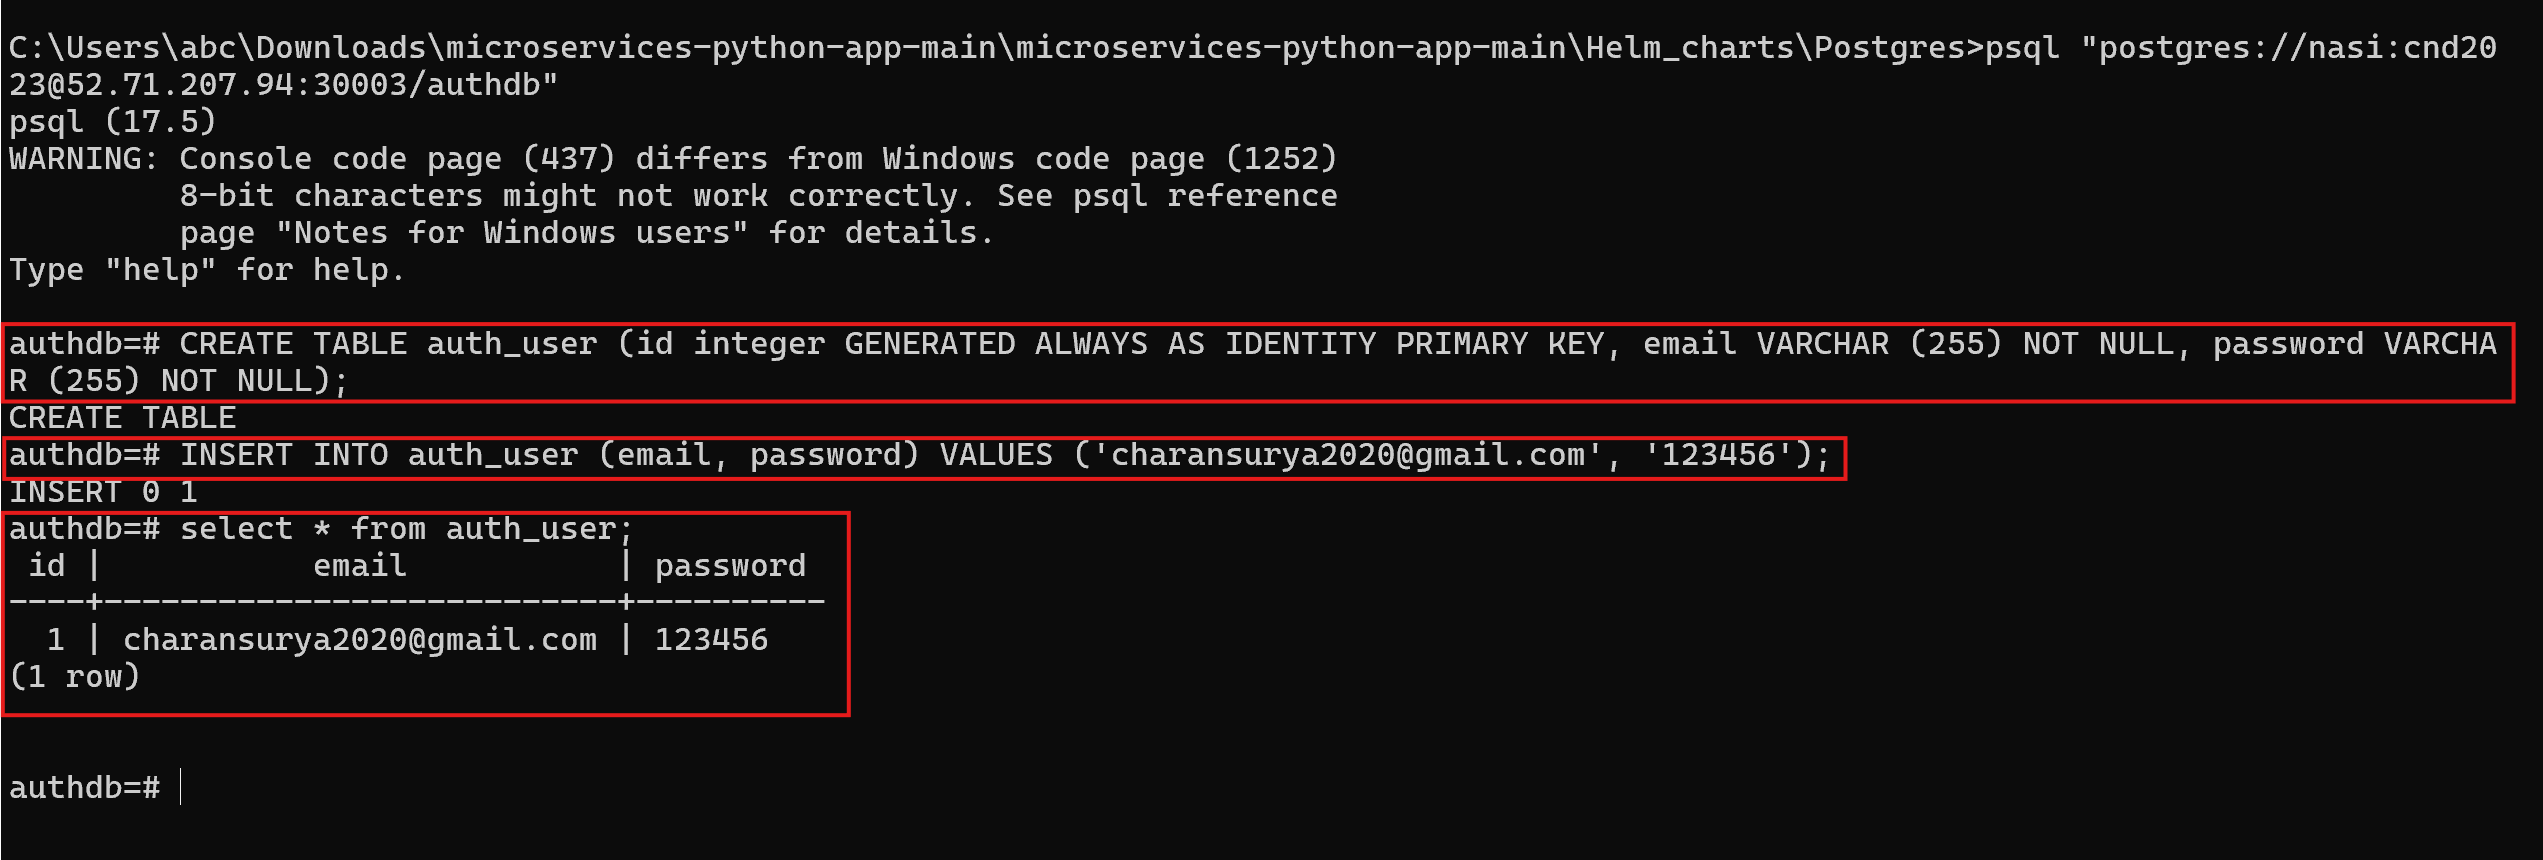 C:\Users\abc\Downloads\microservices-python-app-main\microservices-python-app-main\Helm_charts\Postgres>psql "postgres://nasi:cnd20
23@52.71.207.94:30003/authdb"
psql (17.5)
WARNING: Console code page (437) differs from Windows code page (1252)
         8-bit characters might not work correctly. See psql reference
         page "Notes for Windows users" for details.
Type "help" for help.
authdb=# CREATE TABLE auth_user (id integer GENERATED ALWAYS AS IDENTITY PRIMARY KEY, email VARCHAR (255) NOT NULL, password VARCHA
R (255) NOT NULL);
CREATE TABLE
authdb=# INSERT INTO auth_user (email, password) VALUES ('charansurya2020@gmail.com', '123456');
INSERT 0 1
authdb=# select * from auth_user;
 id |           email           | password
----+---------------------------+----------
  1 | charansurya2020@gmail.com | 123456
(1 row)
authdb=#